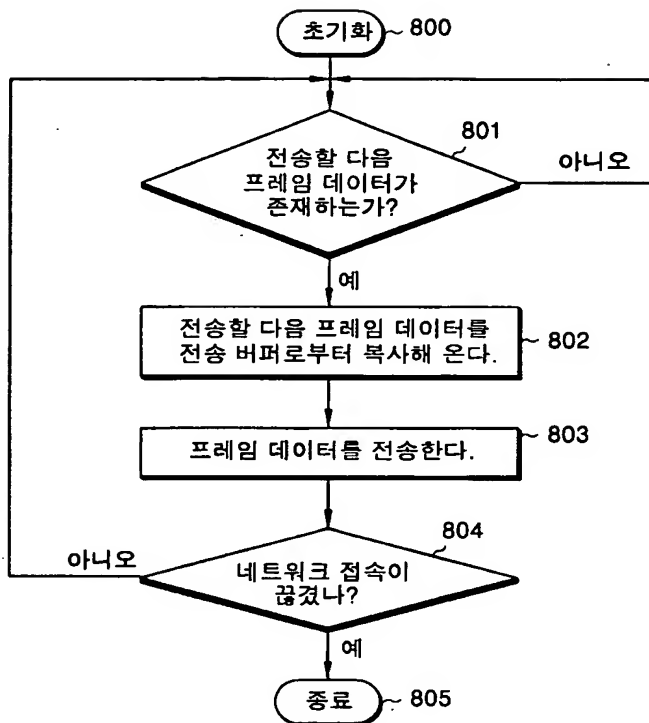 초기화
800
801
전송할 다음
프레임 데이터가
존재하는가?
아니오
예
전송할 다음 프레임 데이터를
전송 버퍼로부터 복사해 온다.
802
프레임 데이터를 전송한다.
803
804
아니오
네트워크 접속이
끊겼나?
예
종료
805